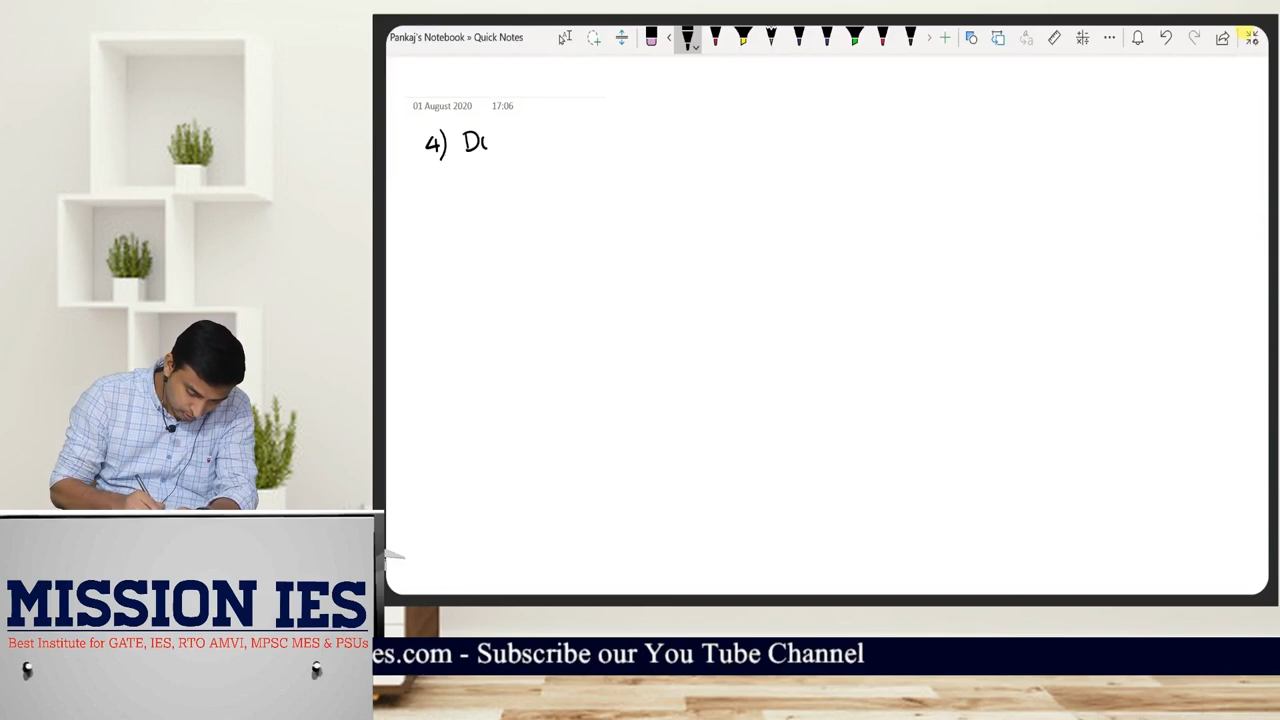 Pankaj's Notebook » Quick Notes
01 August 2020 17:06
4)
MISSION IES
Best Institute for GATE, IES, RTO AMVI, MPSC MES & PSUs
es.com - Subscribe our You Tube Channel